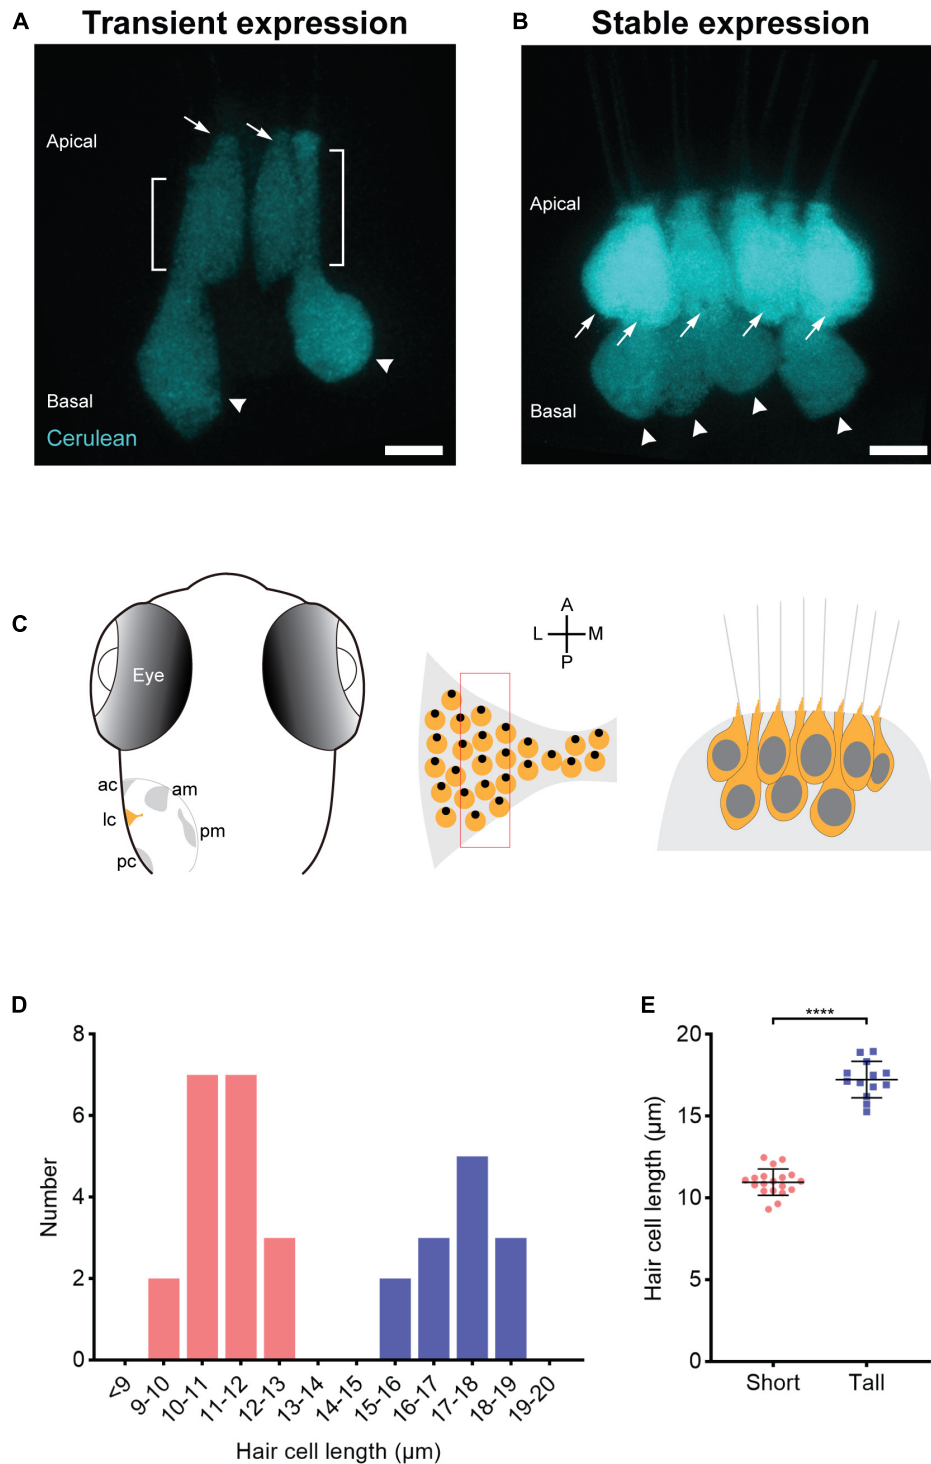 A Transient expression
Apical
Basal
Cerulean
B Stable expression
Apical
Basal
C
Eye
ac
am
lc
pm
pc
A
L M
P
D
8
6
4
2
0
Number
<9 9-10 10-11 11-12 12-13 13-14 14-15 15-16 16-17 17-18 18-19 19-20
Hair cell length (μm)
E
****
20
15
10
5
0
Hair cell length (μm)
Short Tall